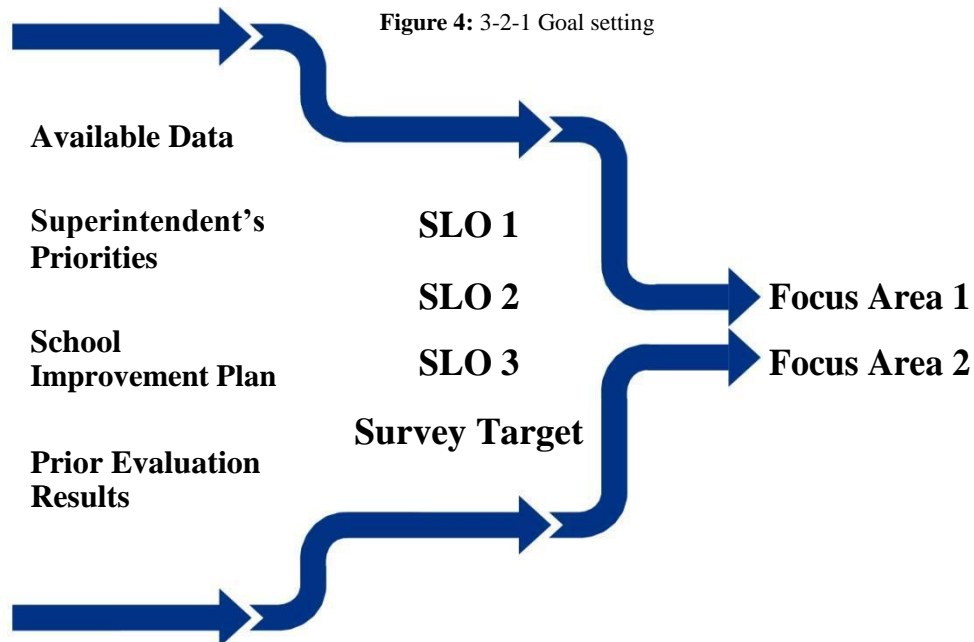 Figure 4: 3-2-1 Goal setting
Available Data
Superintendent’s
Priorities
School
Improvement Plan
Prior Evaluation
Results
SLO 1
SLO 2
SLO 3
Survey Target
Focus Area 1
Focus Area 2